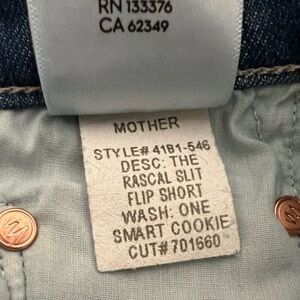 RN 133376
CA 62349
MOTHER
STYLE# 4181-546
DESC: THE
RASCAL SLIT
FLIP SHORT
WASH: ONE
SMART COOKIE
CUT#701660